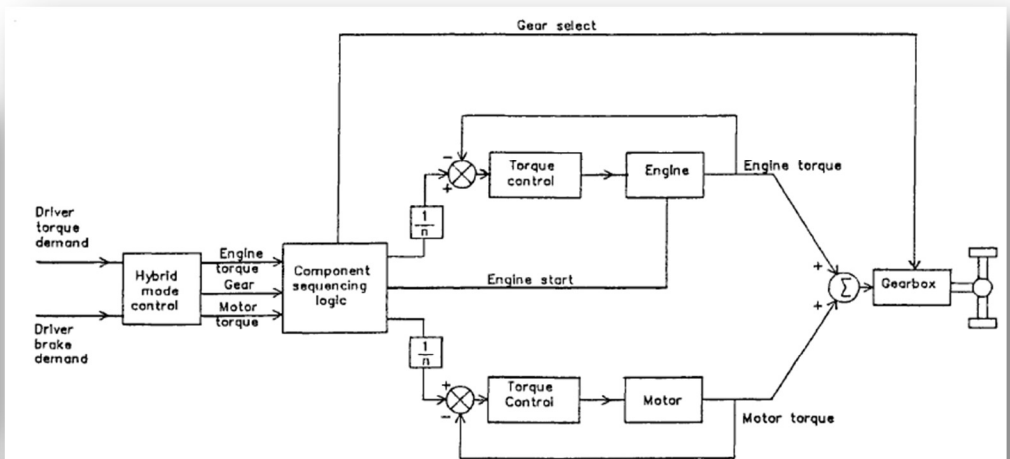 Gear select
Torque
control
Engine
Engine torque
-
+
1
n
Driver
torque
demand
Hybrid
mode
control
Engine
torque
Gear
Motor
torque
Component
sequencing
logic
Engine start
+
Σ
+
Gearbox
Driver
brake
demand
1
n
+
-
Torque
Control
Motor
Motor torque